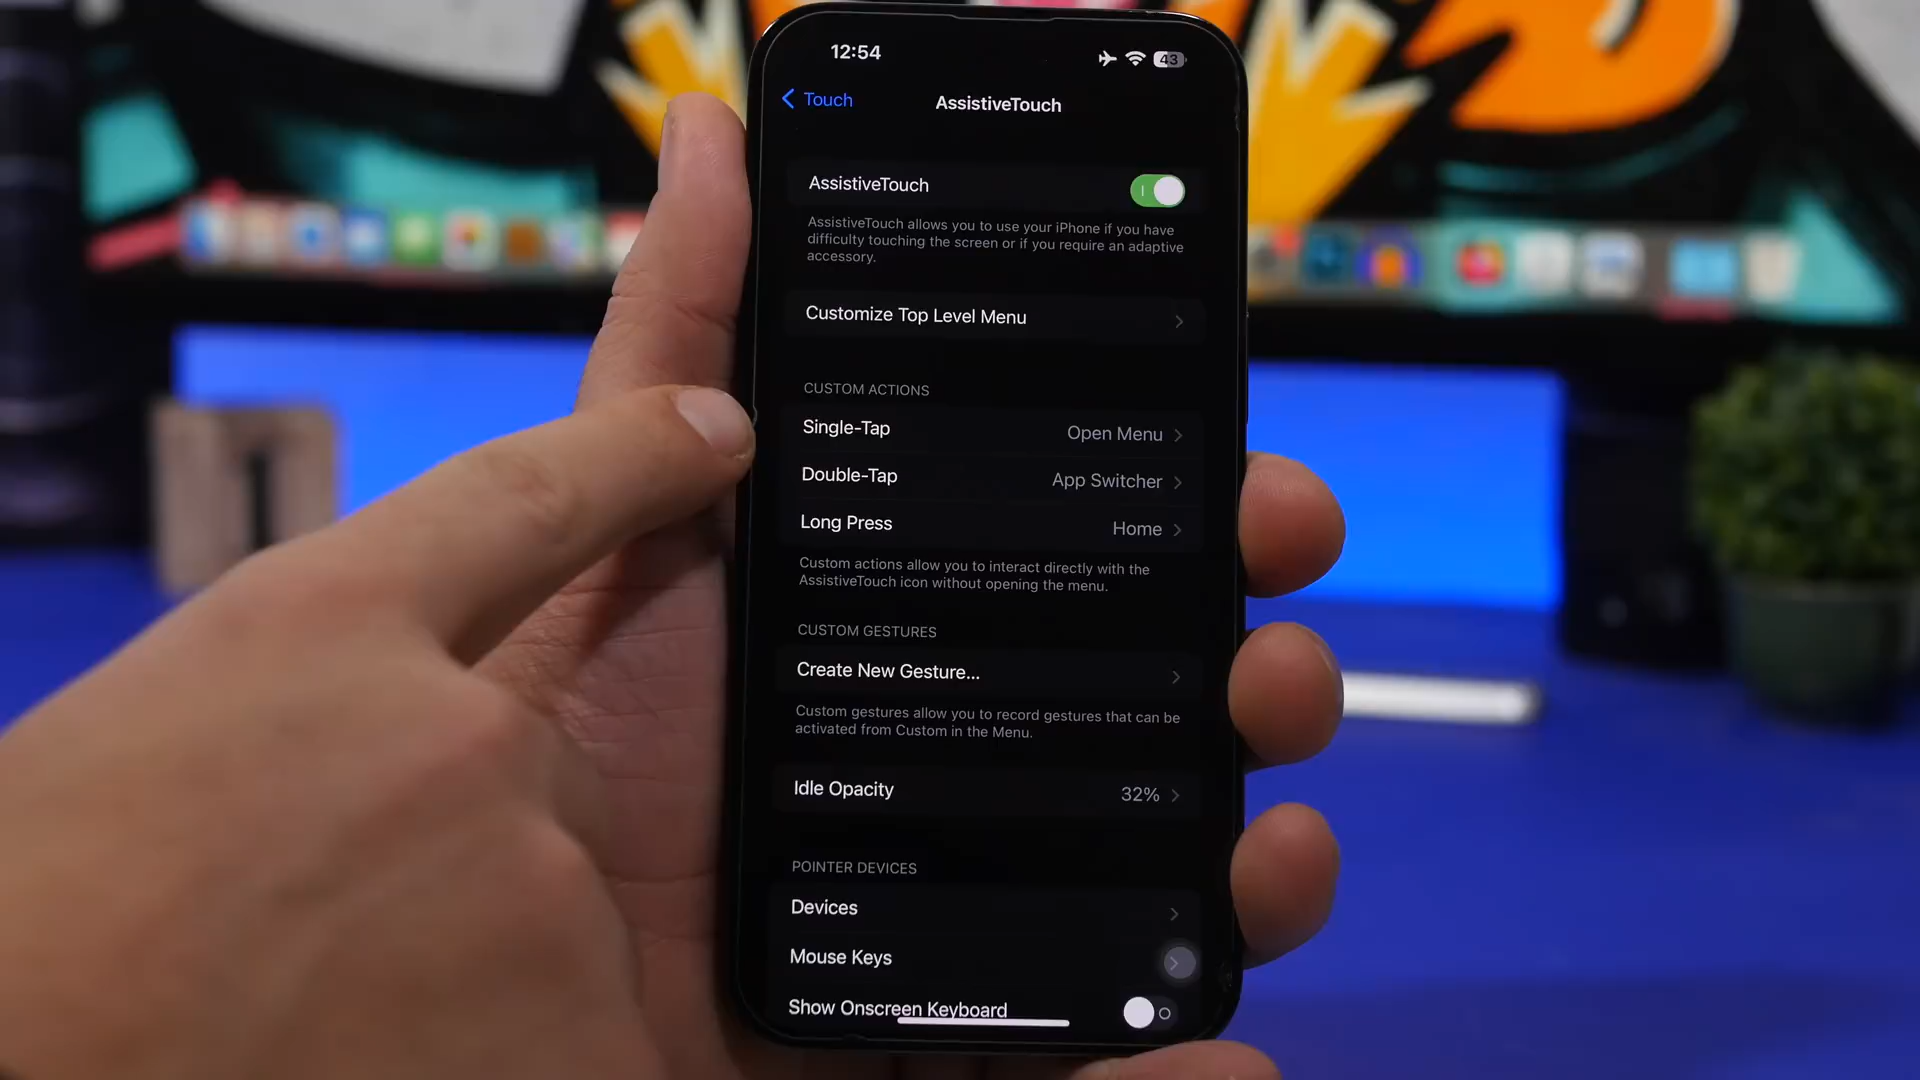 12:54
43
Touch
AssistiveTouch
AssistiveTouch
AssistiveTouch allows you to use your iPhone if you have
difficulty touching the screen or if you require an adaptive
accessory.
Customize Top Level Menu
CUSTOM ACTIONS
Single-Tap Open Menu
Double-Tap App Switcher
Long Press Home
Custom actions allow you to interact directly with the
AssistiveTouch icon without opening the menu.
CUSTOM GESTURES
Create New Gesture...
Custom gestures allow you to record gestures that can be
activated from Custom in the Menu.
Idle Opacity 32%
POINTER DEVICES
Devices
Mouse Keys
Show Onscreen Keyboard